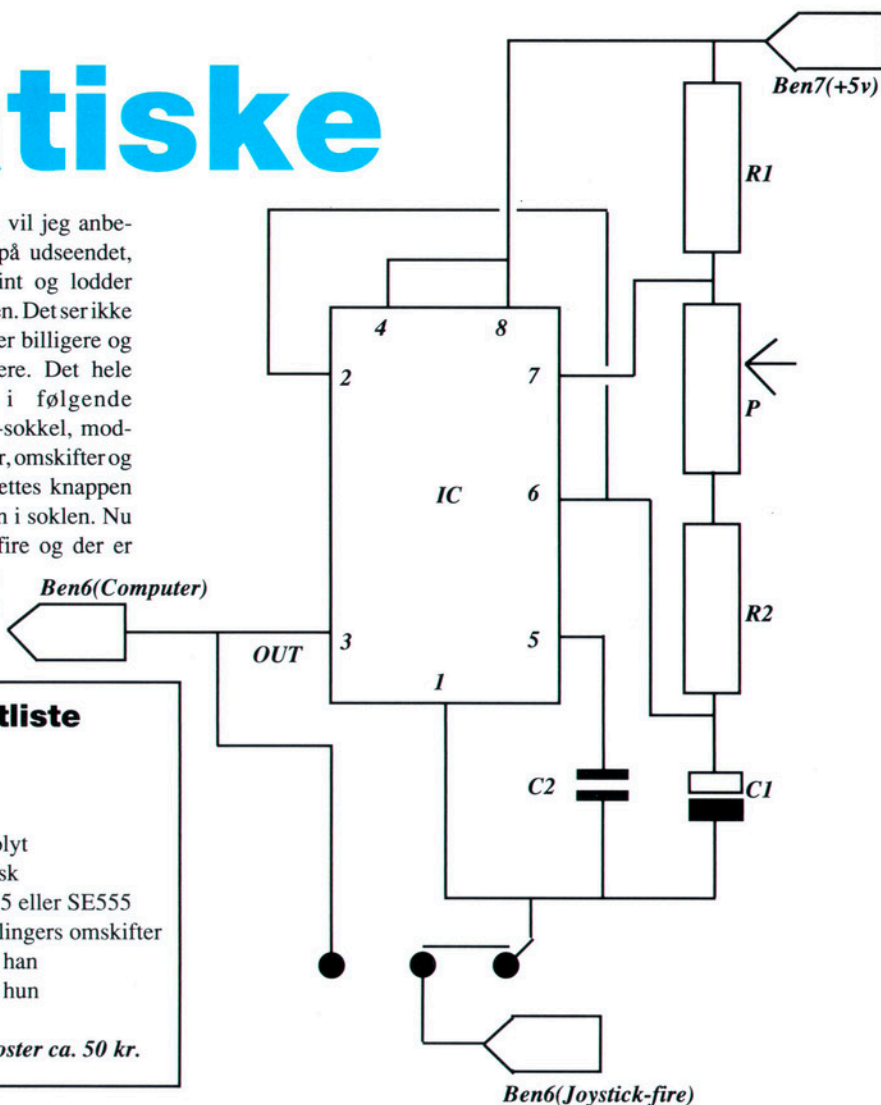 tiske
vil jeg anbe-
på udseendet,
int og lodder
en. Det ser ikke
er billigere og
ere. Det hele
i følgende
-sokkel, mod-
r, omskifter og
ettes knappen
n i soklen. Nu
fire og der er
Ben7(+5v)
R1
4
8
2
7
P
IC
6
Ben6(Computer)
R2
OUT
3
5
1
C2
C1
tliste
olyt
sk
5 eller SE555
lingers omskifter
han
hun
oster ca. 50 kr.
Ben6(Joystick-fire)